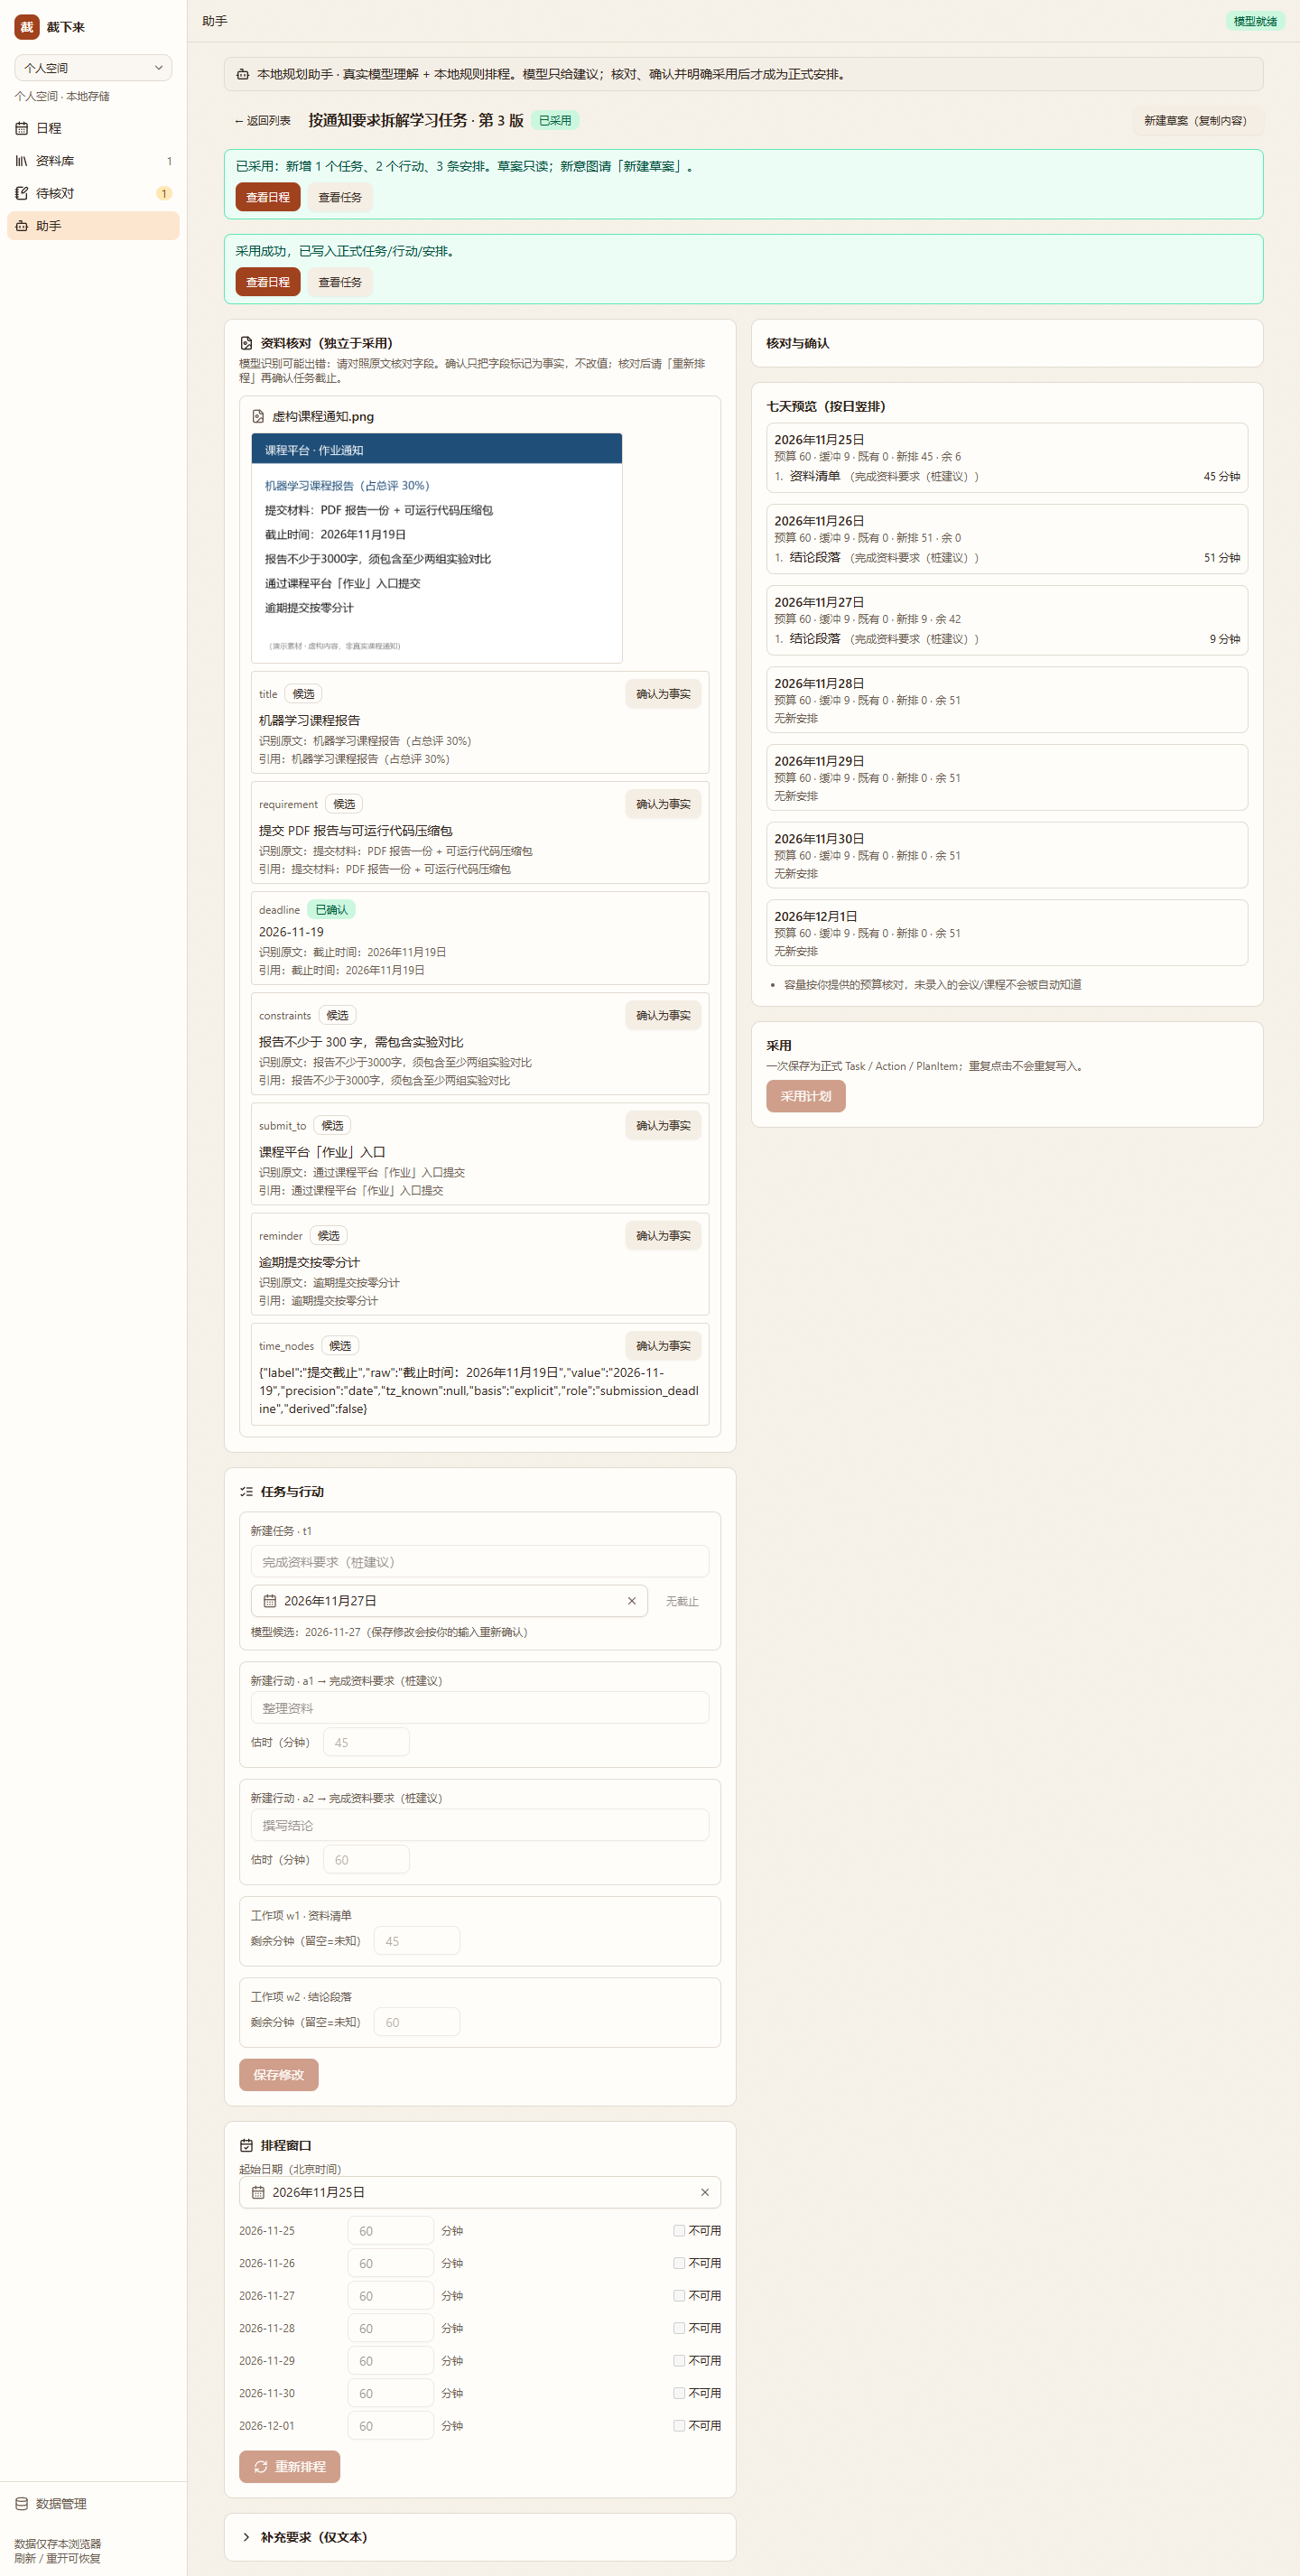 截 截下来
个人空间
个人空间 · 本地存储
日程
资料库 1
待核对 1
助手
数据管理
数据仅存本浏览器
刷新 / 重开可恢复
助手
模型就绪
本地规划助手 · 真实模型理解 + 本地规则排程。模型只给建议；核对、确认并明确采用后才成为正式安排。
← 返回列表 按通知要求拆解学习任务 · 第 3 版 已采用
新建草案（复制内容）
已采用：新增 1 个任务、2 个行动、3 条安排。草案只读；新意图请「新建草案」。
查看日程 查看任务
采用成功，已写入正式任务/行动/安排。
查看日程 查看任务
资料核对（独立于采用）
模型识别可能出错：请对照原文核对字段。确认只把字段标记为事实，不改值；核对后请「重新排
程」再确认任务截止。
虚构课程通知.png
课程平台 · 作业通知
机器学习课程报告（占总评 30%）
提交材料：PDF 报告一份 + 可运行代码压缩包
截止时间：2026年11月19日
报告不少于3000字，须包含至少两组实验对比
通过课程平台「作业」入口提交
逾期提交按零分计
（演示素材 · 虚构内容，非真实课程通知）
title 候选 确认为事实
机器学习课程报告
识别原文：机器学习课程报告（占总评 30%）
引用：机器学习课程报告（占总评 30%）
requirement 候选 确认为事实
提交 PDF 报告与可运行代码压缩包
识别原文：提交材料：PDF 报告一份 + 可运行代码压缩包
引用：提交材料：PDF 报告一份 + 可运行代码压缩包
deadline 已确认
2026-11-19
识别原文：截止时间：2026年11月19日
引用：截止时间：2026年11月19日
constraints 候选 确认为事实
报告不少于 300 字，需包含实验对比
识别原文：报告不少于3000字，须包含至少两组实验对比
引用：报告不少于3000字，须包含至少两组实验对比
submit_to 候选 确认为事实
课程平台「作业」入口
识别原文：通过课程平台「作业」入口提交
引用：通过课程平台「作业」入口提交
reminder 候选 确认为事实
逾期提交按零分计
识别原文：逾期提交按零分计
引用：逾期提交按零分计
time_nodes 候选 确认为事实
{"label":"提交截止","raw":"截止时间：2026年11月19日","value":"2026-11-
19","precision":"date","tz_known":null,"basis":"explicit","role":"submission_deadl
ine","derived":false}
任务与行动
新建任务 · t1
完成资料要求（桩建议）
2026年11月27日 无截止
模型候选：2026-11-27（保存修改会按你的输入重新确认）
新建行动 · a1 → 完成资料要求（桩建议）
整理资料
估时（分钟） 45
新建行动 · a2 → 完成资料要求（桩建议）
撰写结论
估时（分钟） 60
工作项 w1 · 资料清单
剩余分钟（留空=未知） 45
工作项 w2 · 结论段落
剩余分钟（留空=未知） 60
保存修改
排程窗口
起始日期（北京时间）
2026年11月25日
2026-11-25 60 分钟 不可用
2026-11-26 60 分钟 不可用
2026-11-27 60 分钟 不可用
2026-11-28 60 分钟 不可用
2026-11-29 60 分钟 不可用
2026-11-30 60 分钟 不可用
2026-12-01 60 分钟 不可用
重新排程
补充要求（仅文本）
核对与确认
七天预览（按日竖排）
2026年11月25日
预算 60 · 缓冲 9 · 既有 0 · 新排 45 · 余 6
1. 资料清单 （完成资料要求（桩建议）） 45 分钟
2026年11月26日
预算 60 · 缓冲 9 · 既有 0 · 新排 51 · 余 0
1. 结论段落 （完成资料要求（桩建议）） 51 分钟
2026年11月27日
预算 60 · 缓冲 9 · 既有 0 · 新排 9 · 余 42
1. 结论段落 （完成资料要求（桩建议）） 9 分钟
2026年11月28日
预算 60 · 缓冲 9 · 既有 0 · 新排 0 · 余 51
无新安排
2026年11月29日
预算 60 · 缓冲 9 · 既有 0 · 新排 0 · 余 51
无新安排
2026年11月30日
预算 60 · 缓冲 9 · 既有 0 · 新排 0 · 余 51
无新安排
2026年12月1日
预算 60 · 缓冲 9 · 既有 0 · 新排 0 · 余 51
无新安排
容量按你提供的预算核对，未录入的会议/课程不会被自动知道
采用
一次保存为正式 Task / Action / PlanItem；重复点击不会重复写入。
采用计划